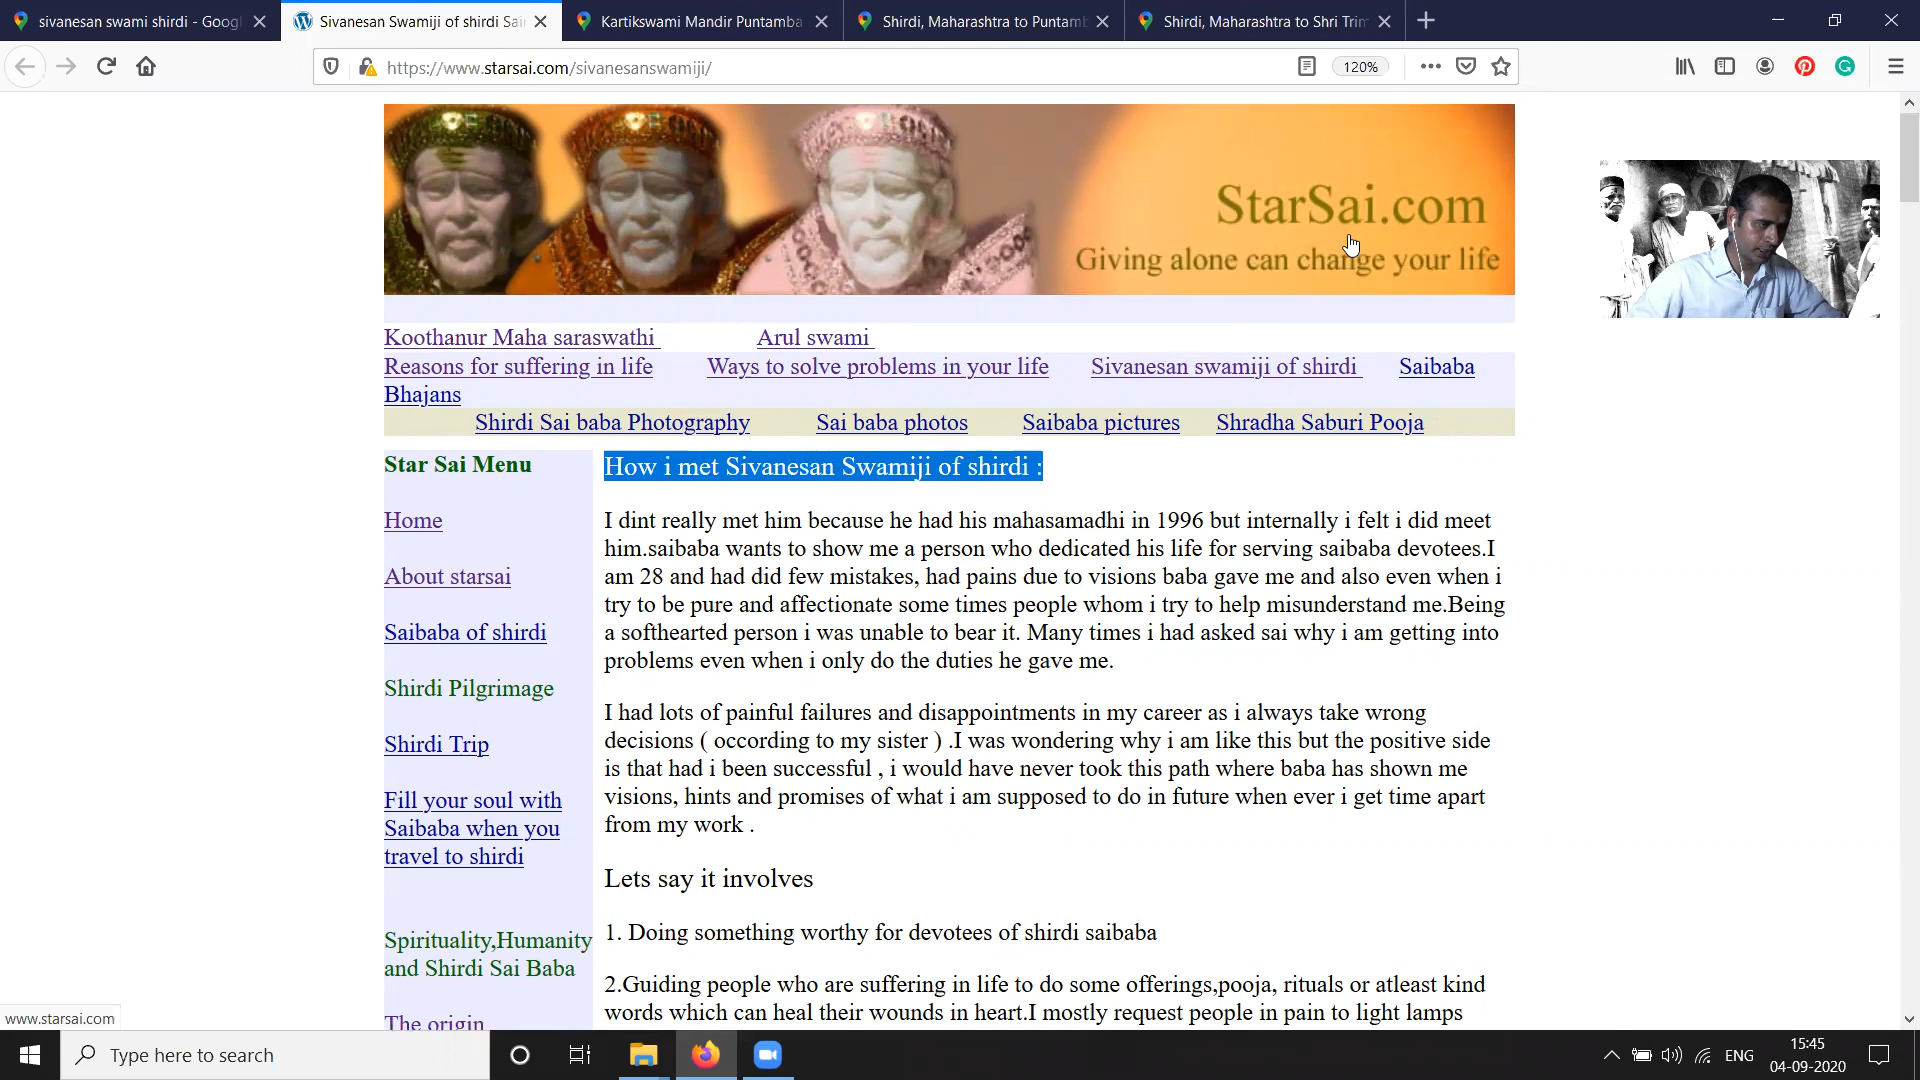 sivanesan swami shirdi - Googl
Sivanesan Swamiji of shirdi Sai
Kartikswami Mandir Puntamba
Shirdi, Maharashtra to Puntamb
Shirdi, Maharashtra to Shri Trim
https://www.starsai.com/sivanesanswamiji/
120%
StarSai.com
Giving alone can change your life
Koothanur Maha saraswathi Arul swami
Reasons for suffering in life Ways to solve problems in your life Sivanesan swamiji of shirdi Saibaba
Bhajans
Shirdi Sai baba Photography Sai baba photos Saibaba pictures Shradha Saburi Pooja
Star Sai Menu
Home
About starsai
Saibaba of shirdi
Shirdi Pilgrimage
Shirdi Trip
Fill your soul with
Saibaba when you
travel to shirdi
Spirituality,Humanity
and Shirdi Sai Baba
The origin
How i met Sivanesan Swamiji of shirdi :
I dint really met him because he had his mahasamadhi in 1996 but internally i felt i did meet
him.saibaba wants to show me a person who dedicated his life for serving saibaba devotees.I
am 28 and had did few mistakes, had pains due to visions baba gave me and also even when i
try to be pure and affectionate some times people whom i try to help misunderstand me.Being
a softhearted person i was unable to bear it. Many times i had asked sai why i am getting into
problems even when i only do the duties he gave me.
I had lots of painful failures and disappointments in my career as i always take wrong
decisions ( occording to my sister ) .I was wondering why i am like this but the positive side
is that had i been successful , i would have never took this path where baba has shown me
visions, hints and promises of what i am supposed to do in future when ever i get time apart
from my work .
Lets say it involves
1. Doing something worthy for devotees of shirdi saibaba
2.Guiding people who are suffering in life to do some offerings,pooja, rituals or atleast kind
words which can heal their wounds in heart.I mostly request people in pain to light lamps
www.starsai.com
Type here to search
ENG
15:45
04-09-2020